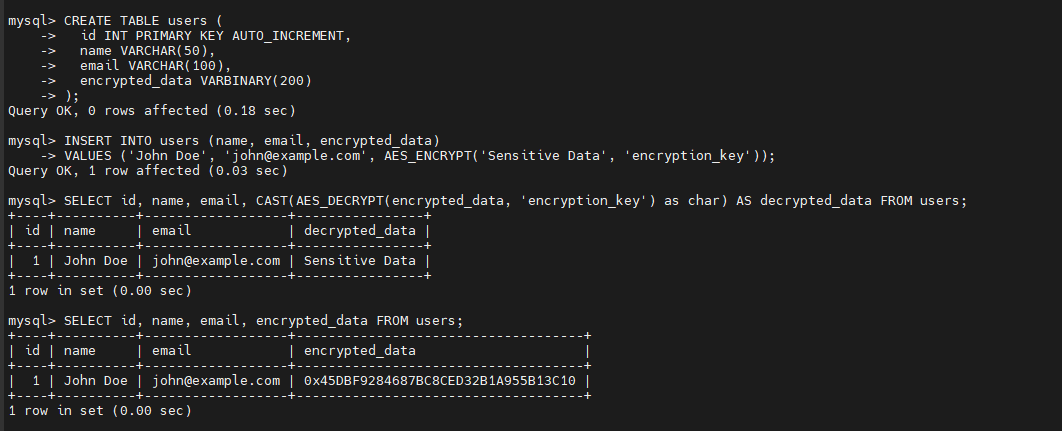 mysql> CREATE TABLE users (
    ->   id INT PRIMARY KEY AUTO_INCREMENT,
    ->   name VARCHAR(50),
    ->   email VARCHAR(100),
    ->   encrypted_data VARBINARY(200)
    -> );
Query OK, 0 rows affected (0.18 sec)

mysql> INSERT INTO users (name, email, encrypted_data)
    -> VALUES ('John Doe', 'john@example.com', AES_ENCRYPT('Sensitive Data', 'encryption_key'));
Query OK, 1 row affected (0.03 sec)

mysql> SELECT id, name, email, CAST(AES_DECRYPT(encrypted_data, 'encryption_key') as char) AS decrypted_data FROM users;
+----+----------+------------------+----------------+
| id | name     | email            | decrypted_data |
+----+----------+------------------+----------------+
|  1 | John Doe | john@example.com | Sensitive Data |
+----+----------+------------------+----------------+
1 row in set (0.00 sec)

mysql> SELECT id, name, email, encrypted_data FROM users;
+----+----------+------------------+------------------------------------+
| id | name     | email            | encrypted_data                     |
+----+----------+------------------+------------------------------------+
|  1 | John Doe | john@example.com | 0x45DBF9284687BC8CED32B1A955B13C10 |
+----+----------+------------------+------------------------------------+
1 row in set (0.00 sec)